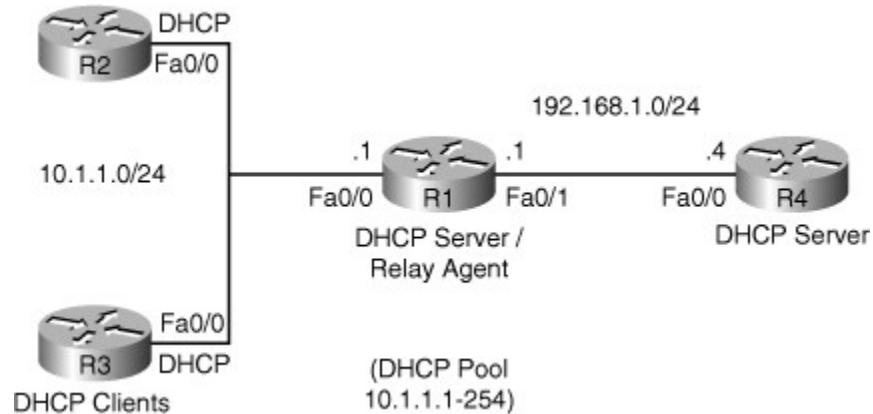 DHCP
R2
Fa0/0
192.168.1.0/24
10.1.1.0/24
.1
.1
.4
Fa0/0
R1
Fa0/1
Fa0/0
R4
DHCP Server /
Relay Agent
DHCP Server
Fa0/0
R3
DHCP
DHCP Clients
(DHCP Pool
10.1.1.1-254)